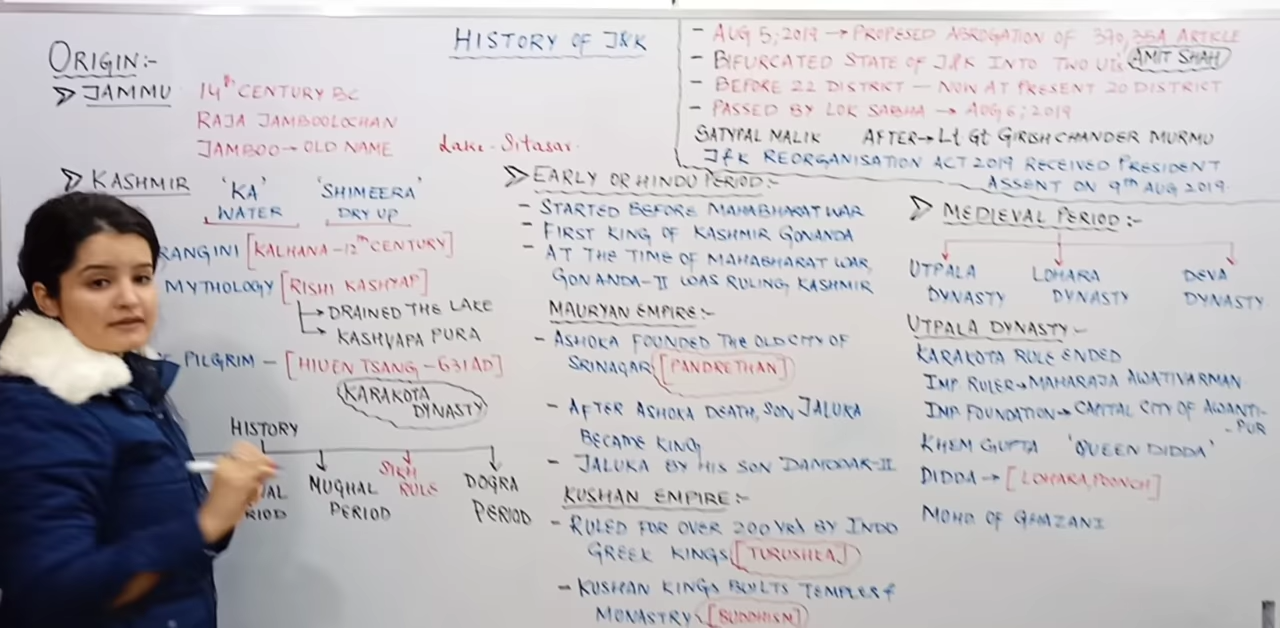 HISTORY OF J&K
ORIGIN:-
JAMMU 14th CENTURY BC
RAJA JAMBOOLOCHAN
JAMBOO → OLD NAME
Lake - Sitasar.
KASHMIR 'KA' 'SHIMEERA'
WATER DRY UP
RANGINI [KALHANA - 12th CENTURY]
MYTHOLOGY [RISHI KASHYAP]
→ DRAINED THE LAKE
→ KASHYAPA PURA
PILGRIM - [HIUEN TSANG - 631 AD]
KARAKOTA
DYNASTY
HISTORY
MUGHAL
PERIOD
SIKH
RULE
DOGRA
PERIOD
- AUG 5, 2019 → PROPESED ABROGATION OF 370, 35A ARTICLE
- BIFURCATED STATE OF J&K INTO TWO UT's AMIT SHAH
- BEFORE 22 DISTRICT - NOW AT PRESENT 20 DISTRICT
- PASSED BY LOK SABHA → AUG 6, 2019
SATYPAL MALIK AFTER → Lt Gt GIRISH CHANDER MURMU
J&K REORGANISATION ACT 2019 RECEIVED PRESIDENT
ASSENT ON 9th AUG 2019.
EARLY OR HINDU PERIOD:-
- STARTED BEFORE MAHABHARAT WAR
- FIRST KING OF KASHMIR GONANDA
- AT THE TIME OF MAHABHARAT WAR,
GONANDA-II WAS RULING KASHMIR
MAURYAN EMPIRE:-
- ASHOKA FOUNDED THE OLD CITY OF
SRINAGAR [PANDRETHAN]
- AFTER ASHOKA DEATH, SON JALUKA
BECAME KING
- JALUKA BY HIS SON DAMODAR-II
KUSHAN EMPIRE:-
- RULED FOR OVER 200 YRS BY INDO
GREEK KINGS [TURUSHKA]
- KUSHAN KINGS BUILTS TEMPLES &
MONASTRY [BUDDHISM]
MEDIEVAL PERIOD:-
UTPALA
DYNASTY
LOHARA
DYNASTY
DEVA
DYNASTY
UTPALA DYNASTY:-
KARAKOTA RULE ENDED
IMP RULER → MAHARAJA AWATIVARMAN
IMP FOUNDATION → CAPITAL CITY OF AWANTI-
-PUR
KHEM GUPTA 'QUEEN DIDDA'
DIDDA → [LOHARA, POONCH]
MOHD OF GHAZANI